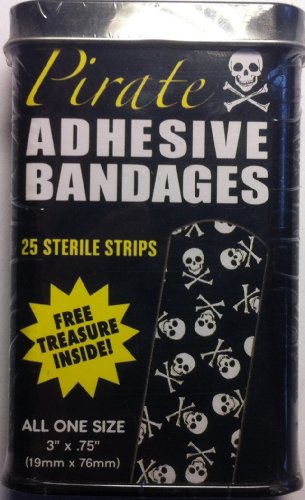 Pirate
ADHESIVE
BANDAGES
25 STERILE STRIPS
FREE
TREASURE
INSIDE!
ALL ONE SIZE
3" x .75"
(19mm x 76mm)